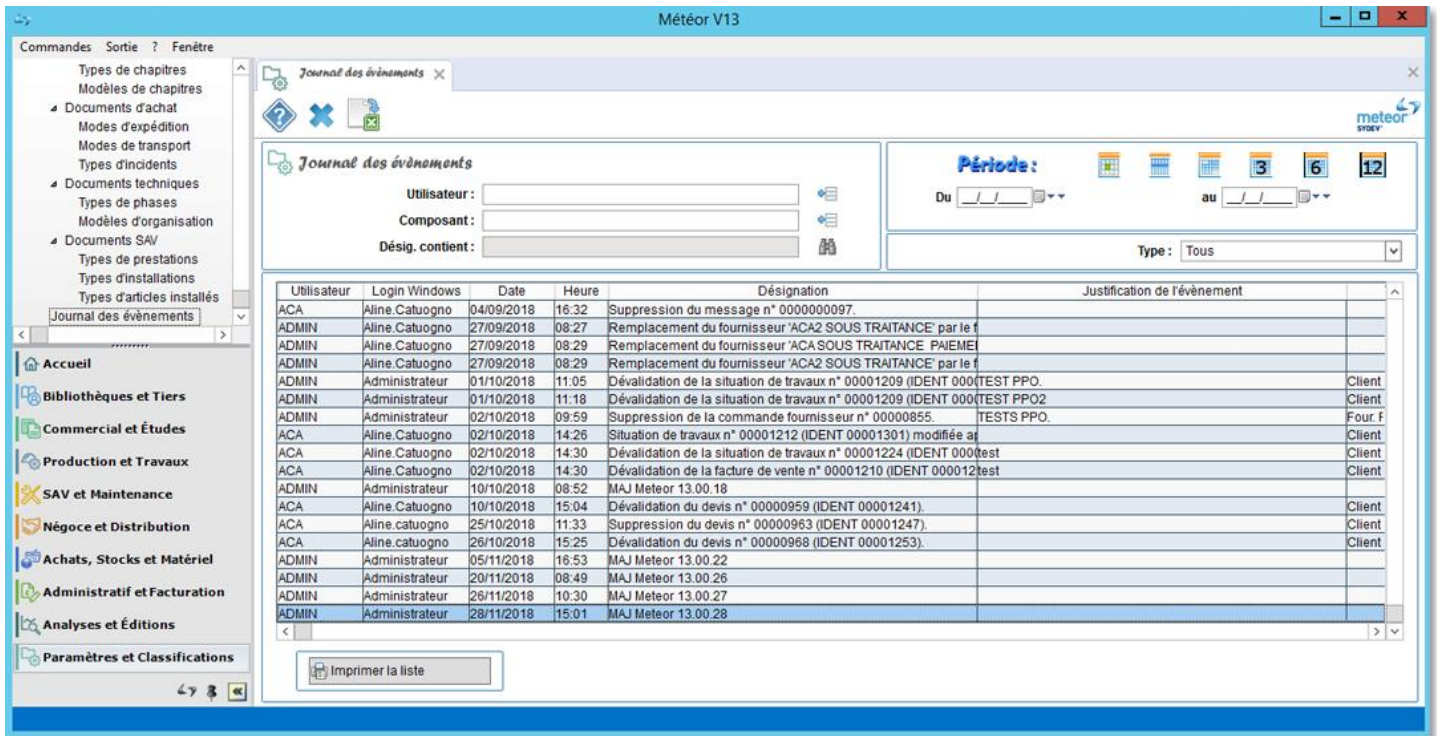 Météor V13
Commandes Sortie ? Fenêtre
Types de chapitres
Modèles de chapitres
Documents d'achat
Modes d'expédition
Modes de transport
Types d'incidents
Documents techniques
Types de phases
Modèles d'organisation
Documents SAV
Types de prestations
Types d'installations
Types d'articles installés
Journal des évènements
Accueil
Bibliothèques et Tiers
Commercial et Études
Production et Travaux
SAV et Maintenance
Négoce et Distribution
Achats, Stocks et Matériel
Administratif et Facturation
Analyses et Éditions
Paramètres et Classifications
Journal des évènements
meteor
SYDEV
Journal des évènements
Utilisateur :
Composant :
Désig. contient :
Période : 3 6 12
Du __/__/____ au __/__/____
Type : Tous
Utilisateur Login Windows Date Heure Désignation Justification de l'évènement
ACA Aline.Catuogno 04/09/2018 16:32 Suppression du message n° 0000000097.
ADMIN Aline.Catuogno 27/09/2018 08:27 Remplacement du fournisseur 'ACA2 SOUS TRAITANCE' par le f
ADMIN Aline.Catuogno 27/09/2018 08:29 Remplacement du fournisseur 'ACA SOUS TRAITANCE PAIEME
ADMIN Aline.Catuogno 27/09/2018 08:29 Remplacement du fournisseur 'ACA2 SOUS TRAITANCE' par le f
ADMIN Administrateur 01/10/2018 11:05 Dévalidation de la situation de travaux n° 00001209 (IDENT 000 TEST PPO. Client
ADMIN Administrateur 01/10/2018 11:18 Dévalidation de la situation de travaux n° 00001209 (IDENT 000 TEST PPO2 Client
ADMIN Administrateur 02/10/2018 09:59 Suppression de la commande fournisseur n° 00000855. TESTS PPO. Four. F
ACA Aline.Catuogno 02/10/2018 14:26 Situation de travaux n° 00001212 (IDENT 00001301) modifiée a Client
ACA Aline.Catuogno 02/10/2018 14:30 Dévalidation de la situation de travaux n° 00001224 (IDENT 000 test Client
ACA Aline.Catuogno 02/10/2018 14:30 Dévalidation de la facture de vente n° 00001210 (IDENT 000012 test Client
ADMIN Administrateur 10/10/2018 08:52 MAJ Meteor 13.00.18
ACA Aline.Catuogno 10/10/2018 15:04 Dévalidation du devis n° 00000959 (IDENT 00001241). Client
ACA Aline.catuogno 25/10/2018 11:33 Suppression du devis n° 00000963 (IDENT 00001247). Client
ACA Aline.catuogno 26/10/2018 15:25 Dévalidation du devis n° 00000968 (IDENT 00001253). Client
ADMIN Administrateur 05/11/2018 16:53 MAJ Meteor 13.00.22
ADMIN Administrateur 20/11/2018 08:49 MAJ Meteor 13.00.26
ADMIN Administrateur 26/11/2018 10:30 MAJ Meteor 13.00.27
ADMIN Administrateur 28/11/2018 15:01 MAJ Meteor 13.00.28
Imprimer la liste